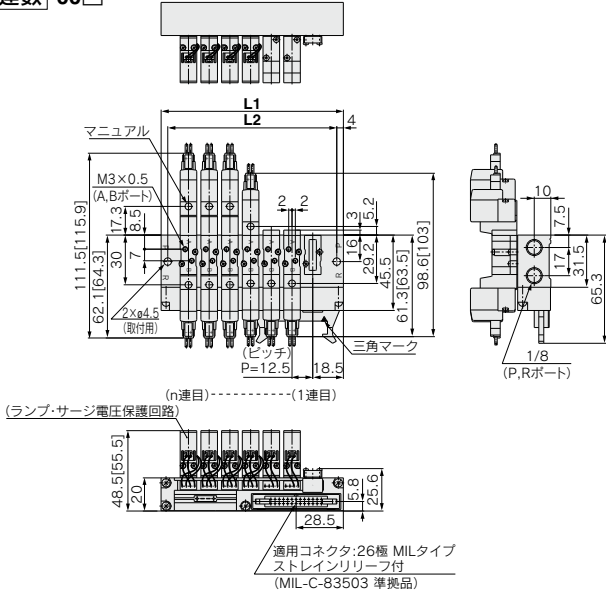 60□
L1
L2
4
マニュアル
M3×0.5
(A,Bポート)
17.3
8.5
30
7
111.5[115.9]
62.1[64.3]
2×ø4.5
(取付用)
2
2
3
5.2
16
29.2
45.5
61.3[63.5]
98.6[103]
三角マーク
(ピッチ)
P=12.5
18.5
(n連目)-----------(1連目)
10
7.5
17
31.5
65.3
1/8
(P,Rポート)
(ランプ・サージ電圧保護回路)
48.5[55.5]
20
5.8
25.6
28.5
適用コネクタ:26極 MILタイプ
ストレインリリーフ付
(MIL-C-83503 準拠品)